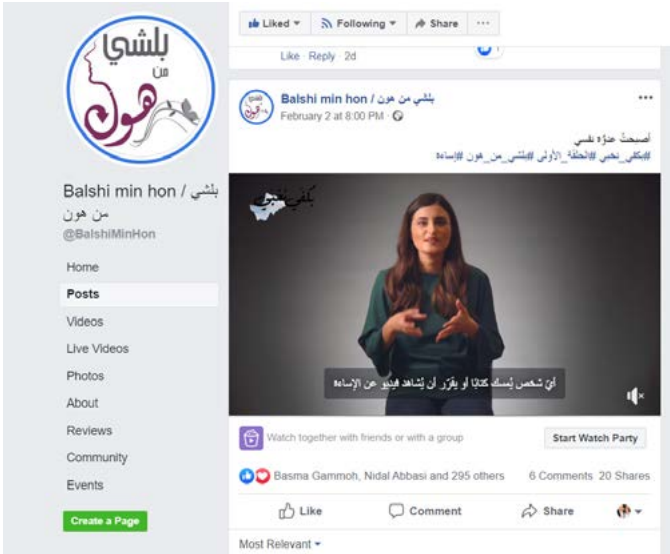 Liked
Following
Share
Like · Reply · 2d
1
بلشي
من
هون
Balshi min hon / بلشي من هون
February 2 at 8:00 PM
أصبحتُ عدوَّه نفسي
#بكفي_نخبي #الحلقة_الأولى #بلشي_من_هون #إساءة
بكفي نخبي
أيّ شخص يُمسك كتابًا أو يقرّر أن يُشاهد فيديو عن الإساءة
Balshi min hon / بلشي
من هون
@BalshiMinHon
Home
Posts
Videos
Live Videos
Photos
About
Reviews
Community
Events
Create a Page
Watch together with friends or with a group
Start Watch Party
Basma Gammoh, Nidal Abbasi and 295 others
6 Comments 20 Shares
Like
Comment
Share
Most Relevant